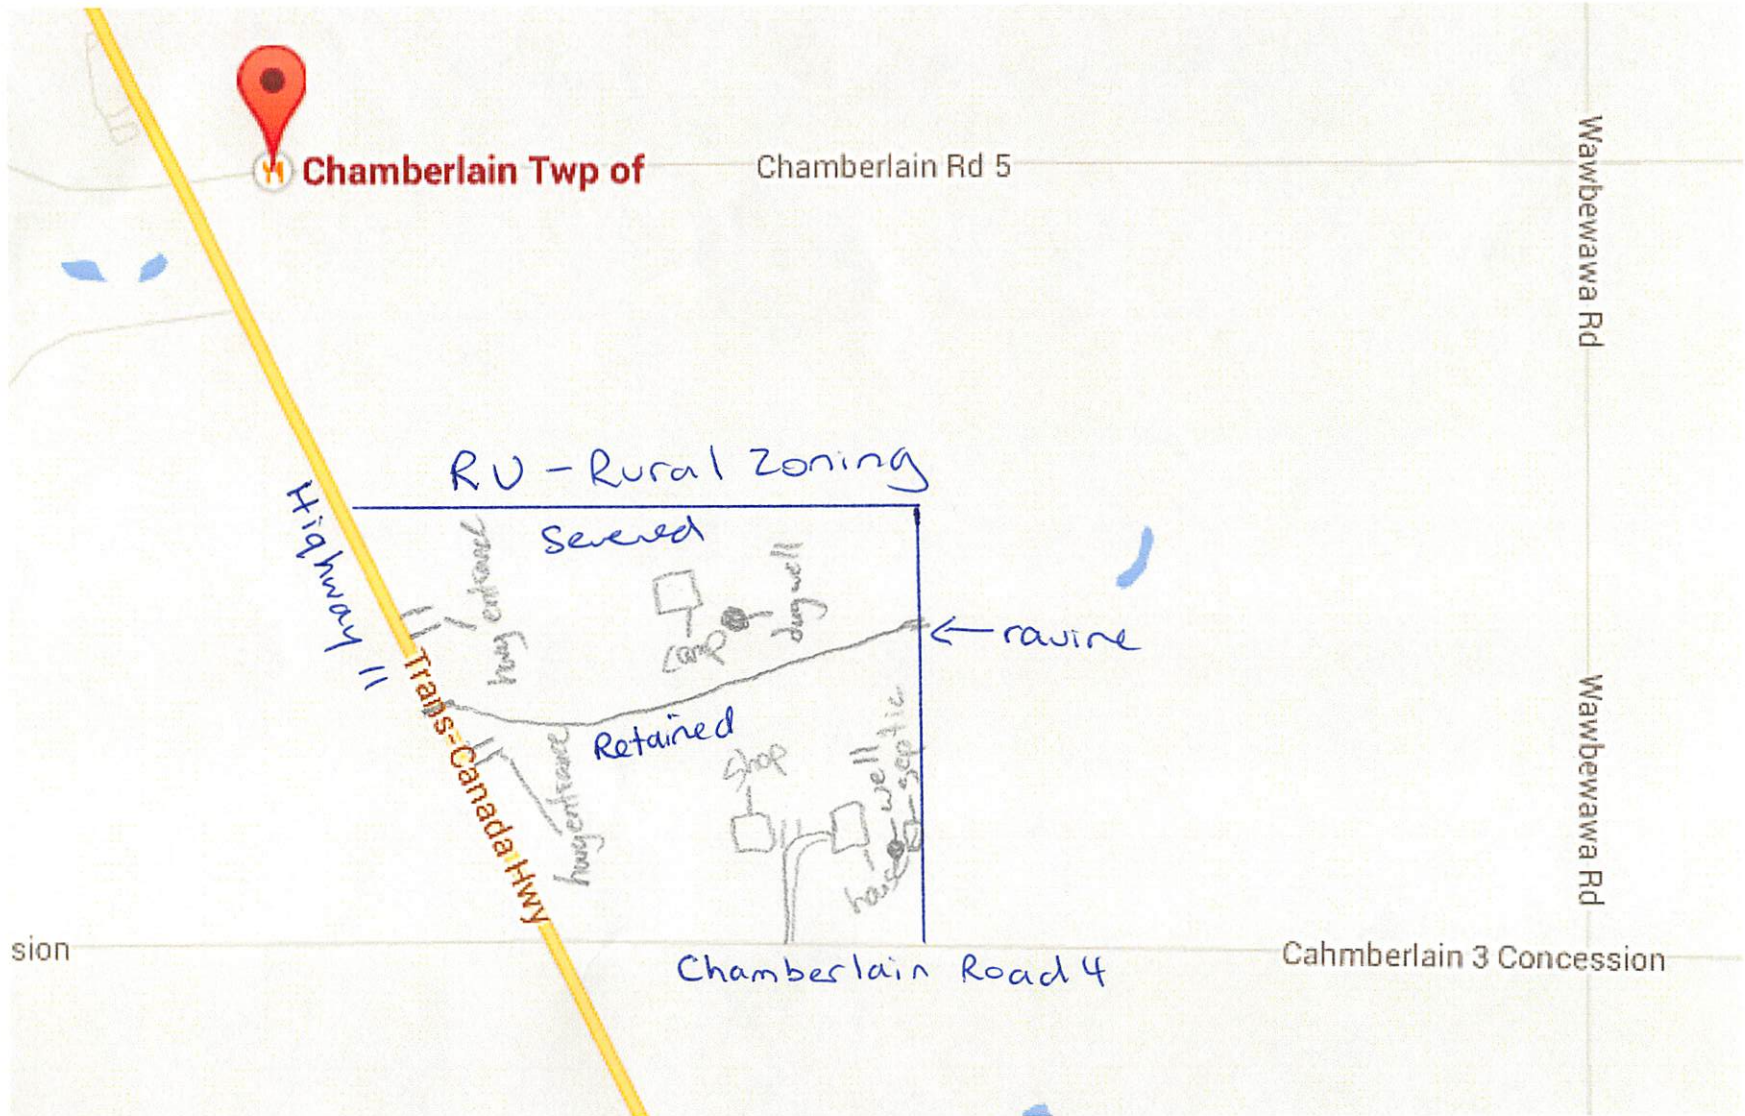 Chamberlain Twp of
Chamberlain Rd 5
Wawbewawa Rd
RU - Rural Zoning
Highway 11
Severed
hwy entrance
camp
dug well
ravine
Trans-Canada Hwy
Retained
hwy entrance
shop
well
septic
house
Wawbewawa Rd
sion
Cahmberlain 3 Concession
Chamberlain Road 4